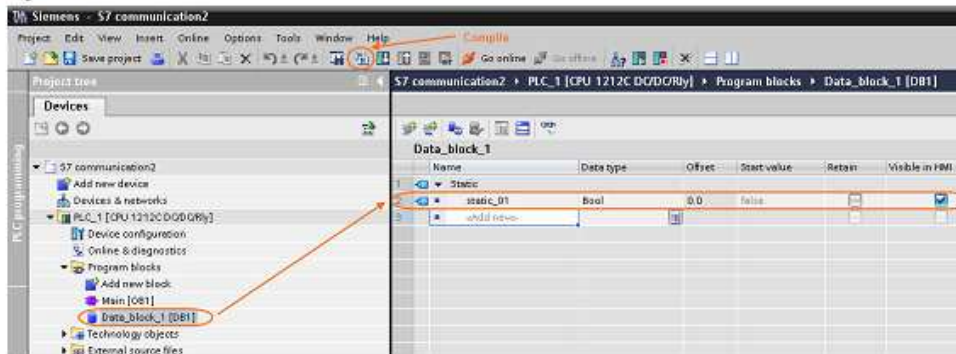 Siemens - S7 communication2
Project Edit View Insert Online Options Tools Window Help
Compile
Save project
Go online
Go offline
Project tree
S7 communication2 ▸ PLC_1 [CPU 1212C DC/DC/Rly] ▸ Program blocks ▸ Data_block_1 [DB1]
Devices
PLC programming
Data_block_1
Name Data type Offset Start value Retain Visible in HMI
1 Static
2 static_01 Bool 0.0 false
3 <Add new>
S7 communication2
Add new device
Devices & networks
PLC_1 [CPU 1212C DC/DC/Rly]
Device configuration
Online & diagnostics
Program blocks
Add new block
Main [OB1]
Data_block_1 [DB1]
Technology objects
External source files